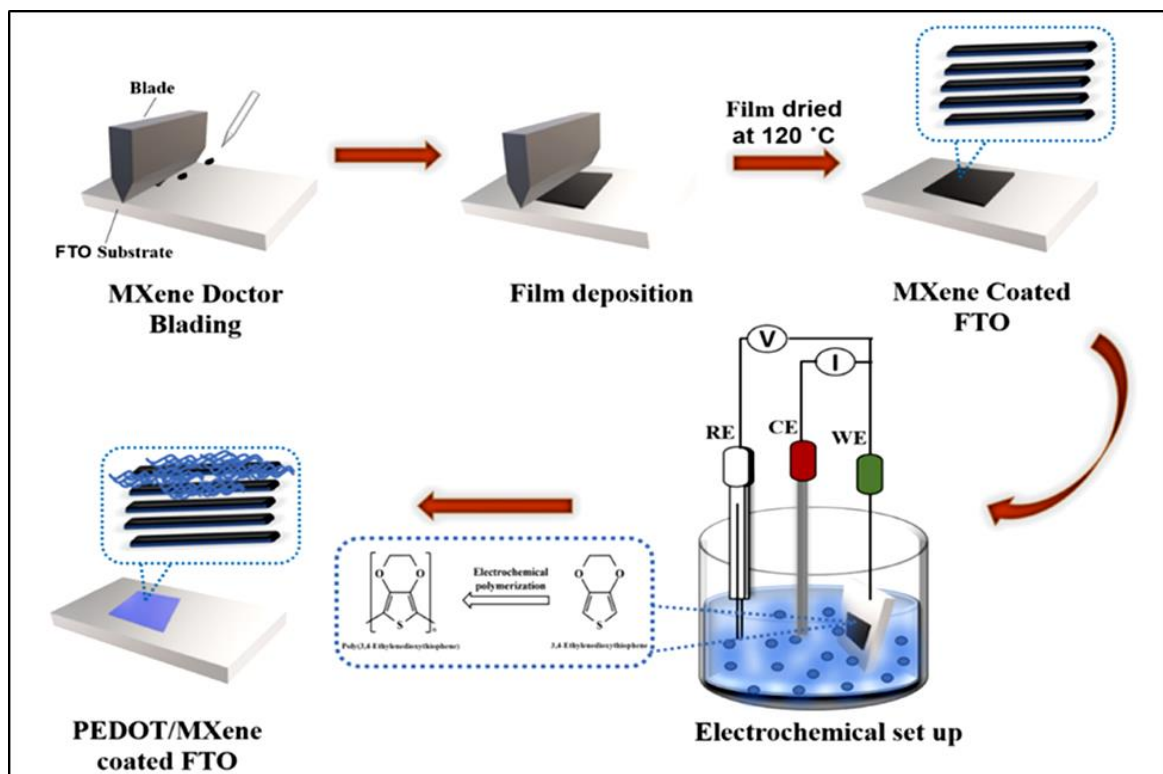 Blade
FTO Substrate
MXene Doctor
Blading
Film deposition
Film dried
at 120 °C
MXene Coated
FTO
V
I
RE
CE
WE
Electrochemical
polymerization
O
O
S
n
Poly(3,4-Ethylenedioxythiophene)
O
O
S
3,4-Ethylenedioxythiophene
Electrochemical set up
PEDOT/MXene
coated FTO